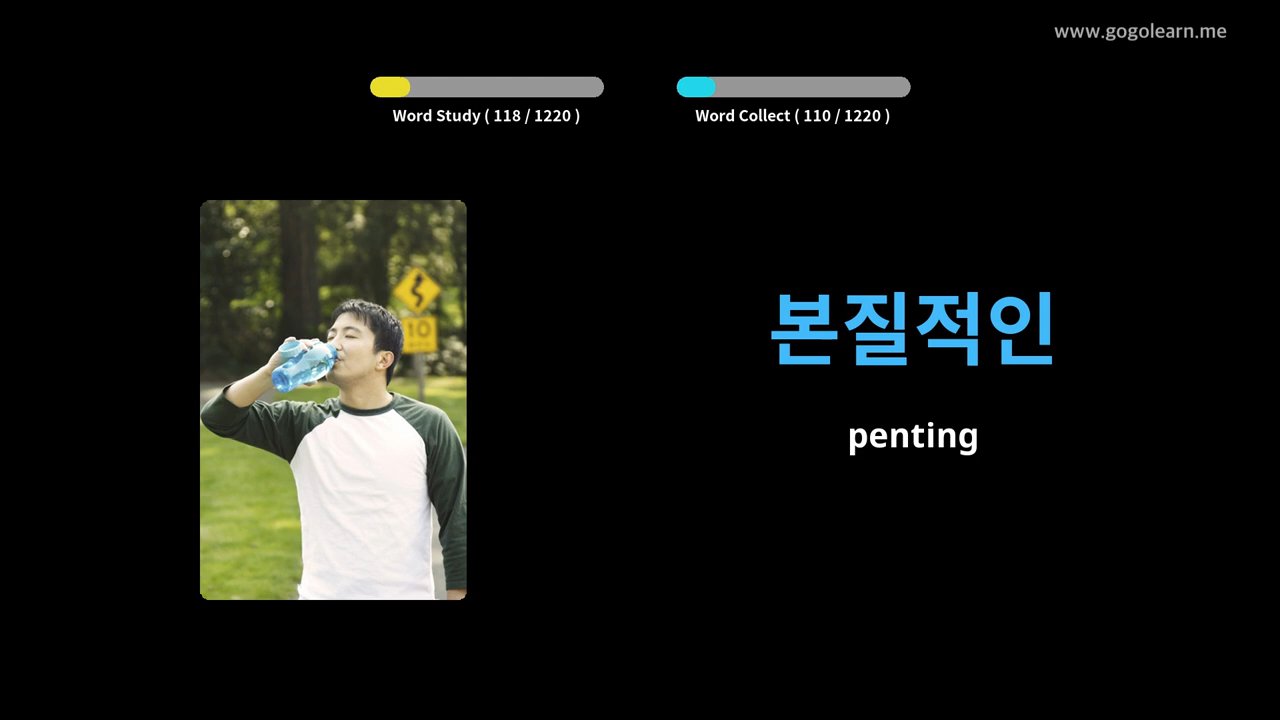 www.gogolearn.me
Word Study ( 118 / 1220 )
Word Collect ( 110 / 1220 )
10
본질적인
penting